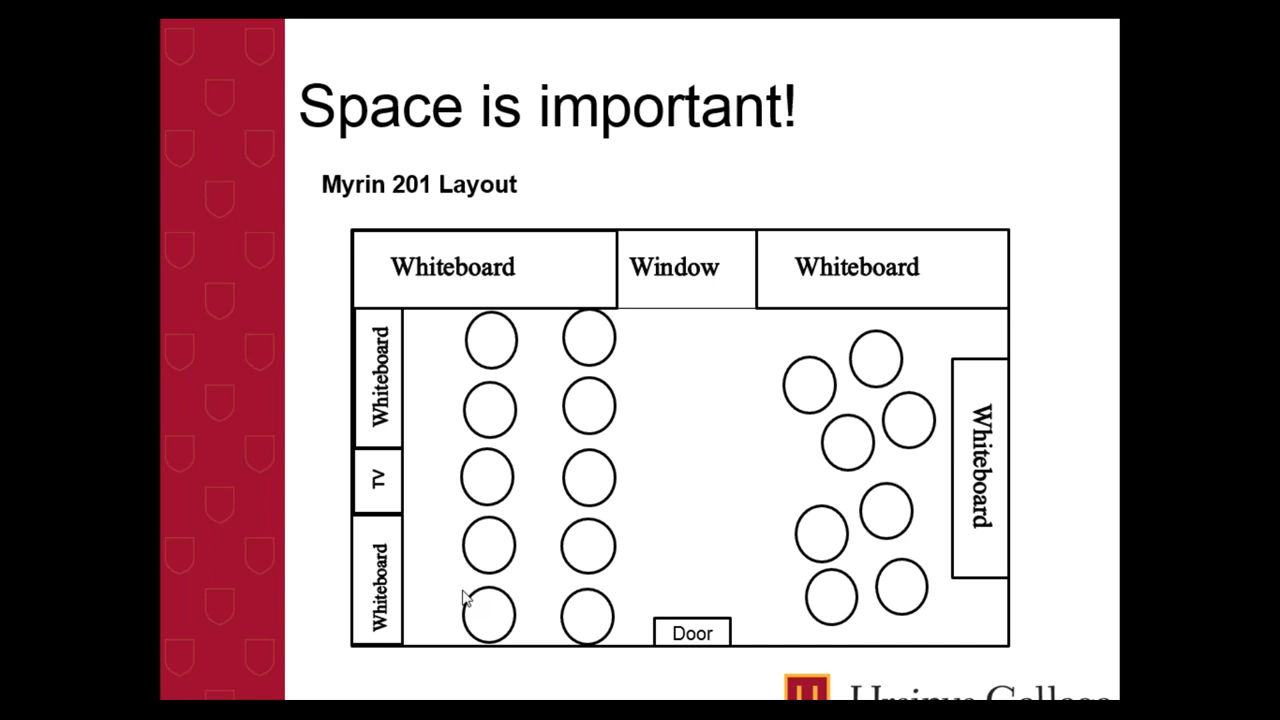 Space is important!
Myrin 201 Layout
Whiteboard Window Whiteboard
Whiteboard
TV
Whiteboard
Whiteboard
Door
Ursinus College